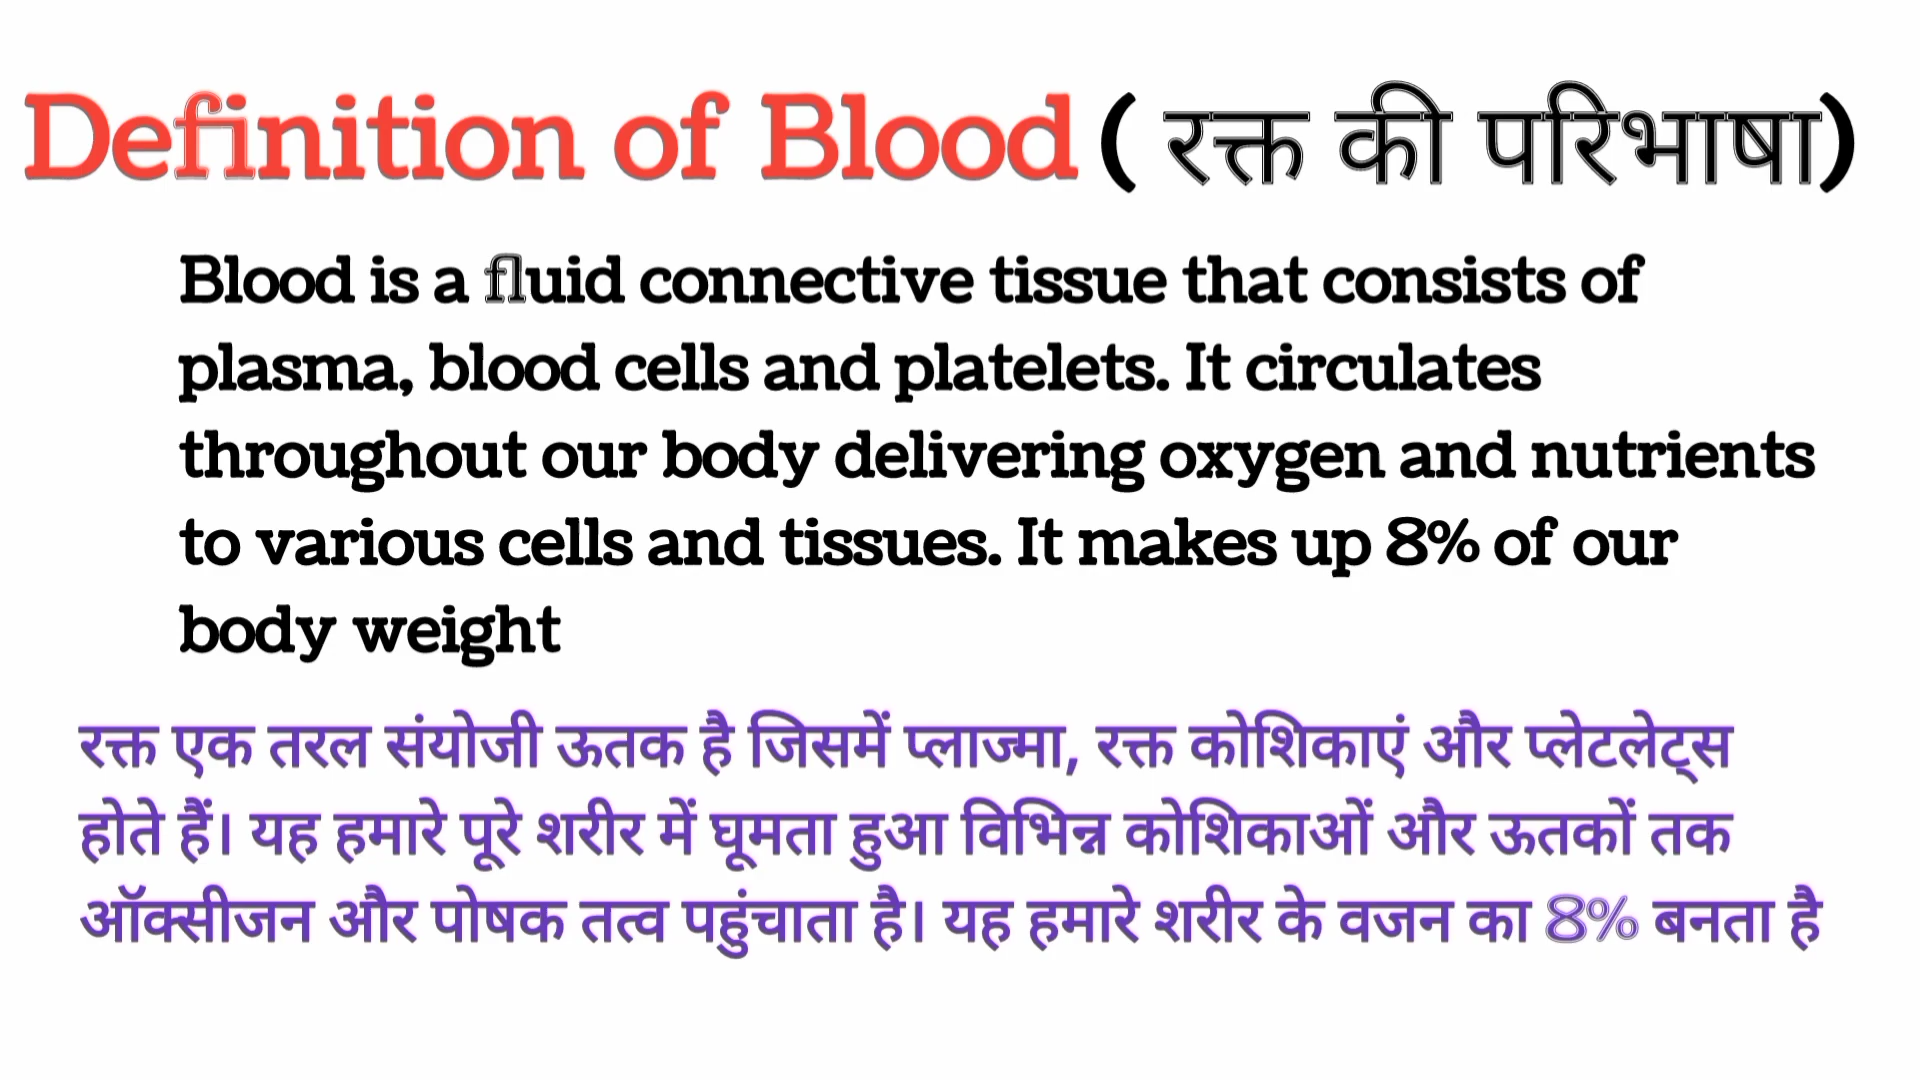 Definition of Blood ( रक्त की परिभाषा)
Blood is a fluid connective tissue that consists of
plasma, blood cells and platelets. It circulates
throughout our body delivering oxygen and nutrients
to various cells and tissues. It makes up 8% of our
body weight
रक्त एक तरल संयोजी ऊतक है जिसमें प्लाज्मा, रक्त कोशिकाएं और प्लेटलेट्स
होते हैं। यह हमारे पूरे शरीर में घूमता हुआ विभिन्न कोशिकाओं और ऊतकों तक
ऑक्सीजन और पोषक तत्व पहुंचाता है। यह हमारे शरीर के वजन का 8% बनता है